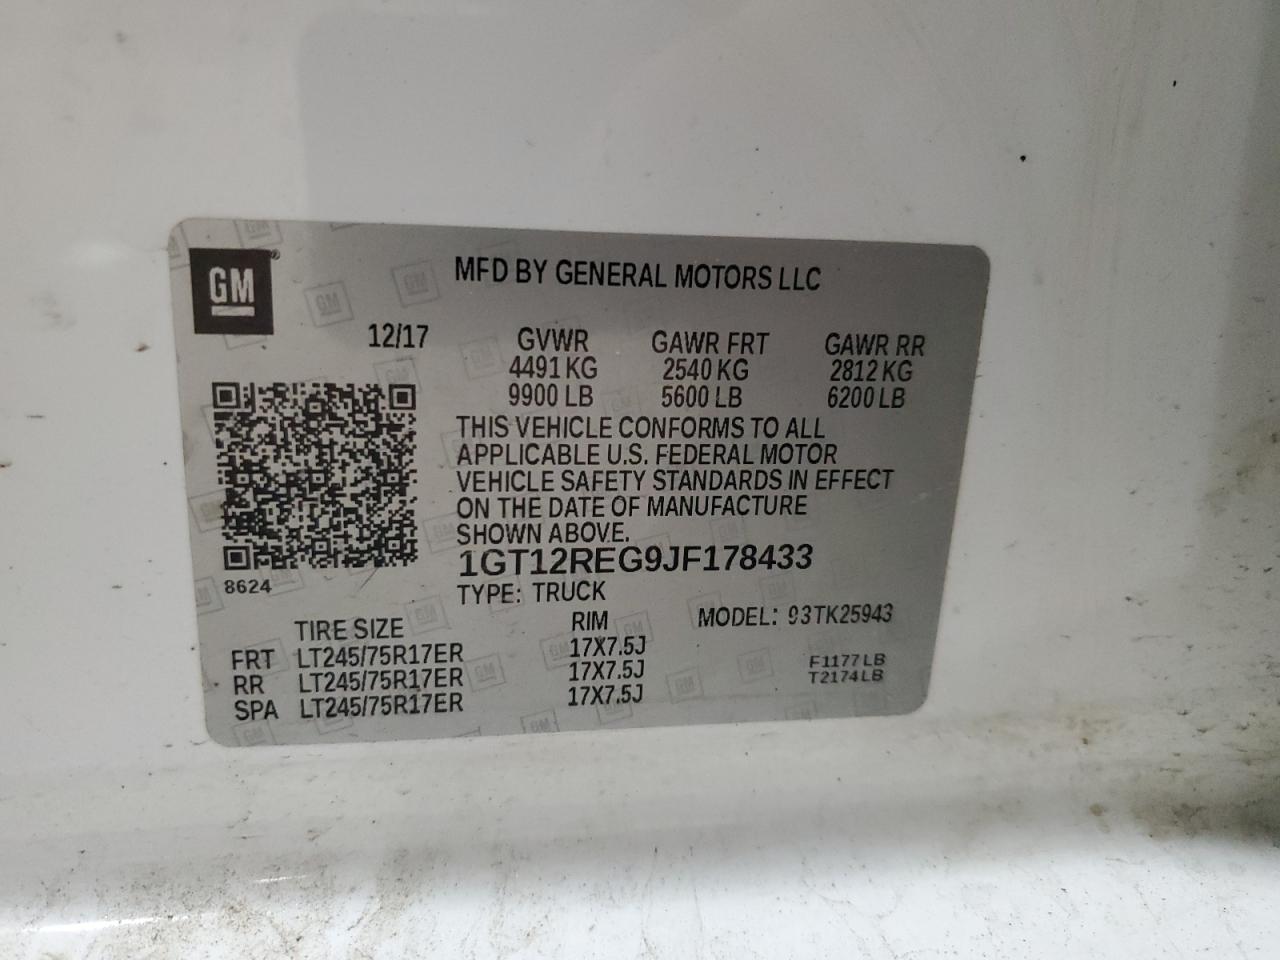 GM
MFD BY GENERAL MOTORS LLC
12/17 GVWR GAWR FRT GAWR RR
4491 KG 2540 KG 2812 KG
9900 LB 5600 LB 6200 LB
THIS VEHICLE CONFORMS TO ALL
APPLICABLE U.S. FEDERAL MOTOR
VEHICLE SAFETY STANDARDS IN EFFECT
ON THE DATE OF MANUFACTURE
SHOWN ABOVE.
1GT12REG9JF178433
8624
TYPE: TRUCK
MODEL: 93TK25943
TIRE SIZE RIM
FRT LT245/75R17ER 17X7.5J
RR LT245/75R17ER 17X7.5J
SPA LT245/75R17ER 17X7.5J
F1177LB
T2174LB